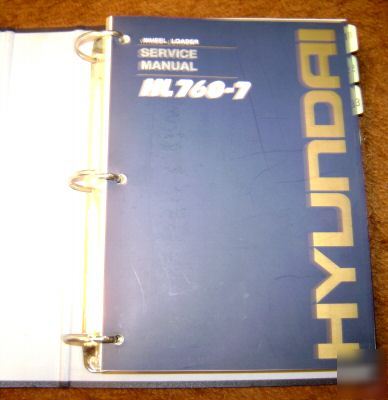 WHEEL LOADER
SERVICE
MANUAL
HL760-7
HYUNDAI